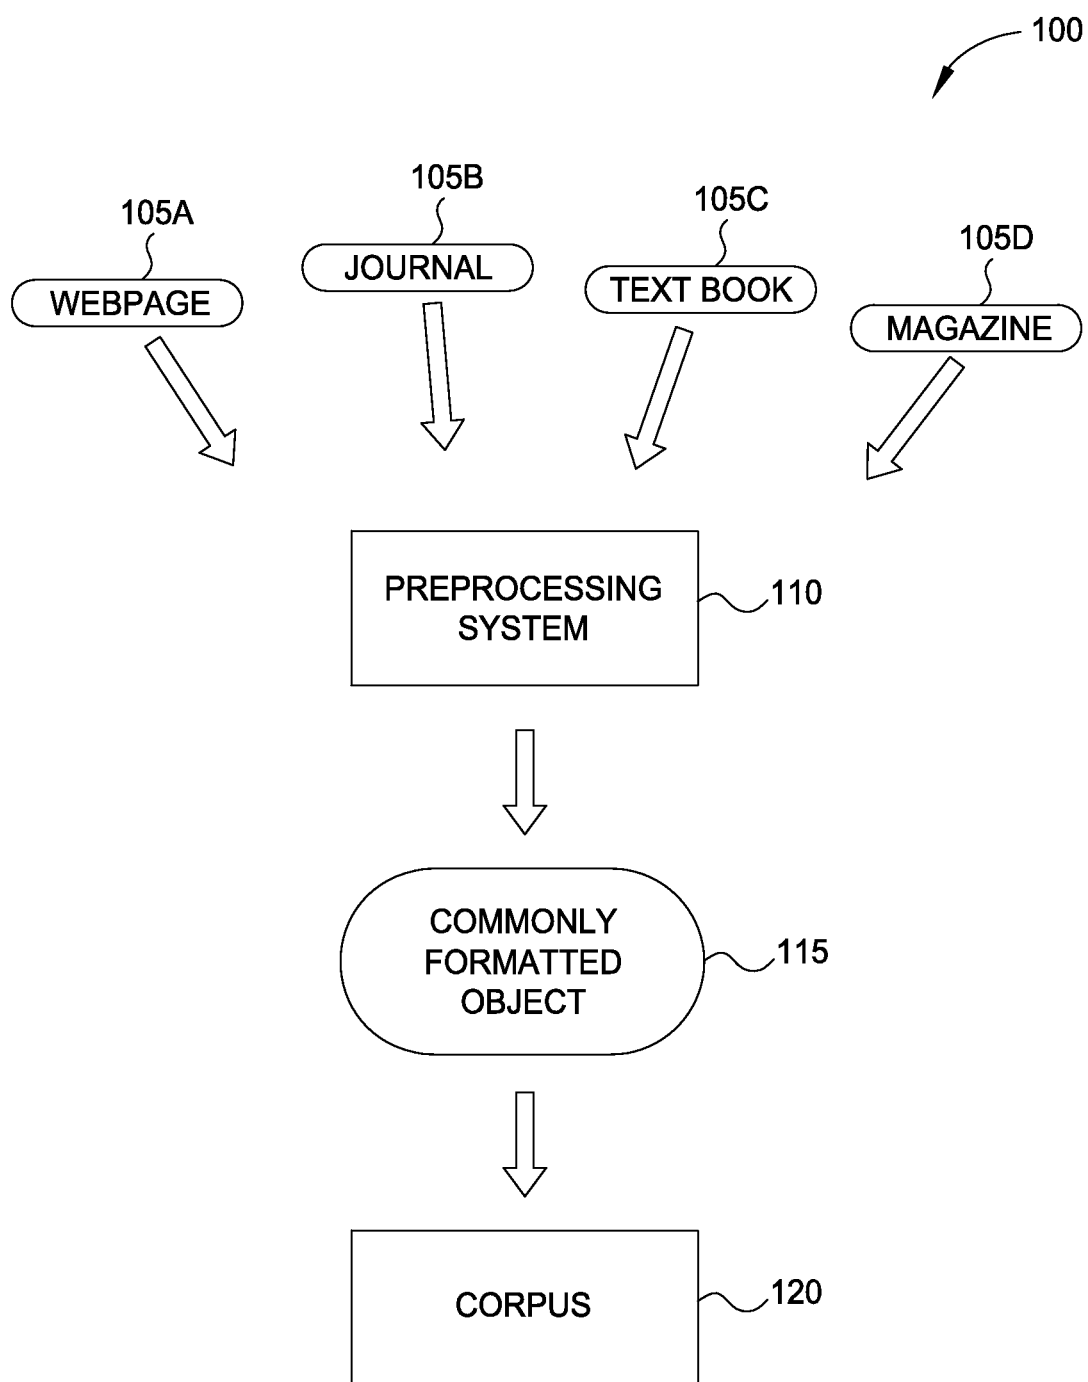 100
105A
105B
105C
105D
WEBPAGE
JOURNAL
TEXT BOOK
MAGAZINE
PREPROCESSING
SYSTEM
110
COMMONLY
FORMATTED
OBJECT
115
CORPUS
120